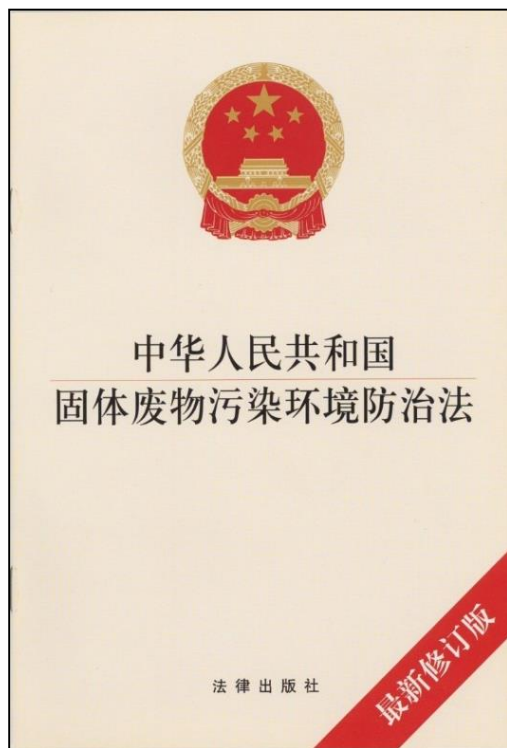 中华人民共和国
固体废物污染环境防治法
最新修订版
法律出版社